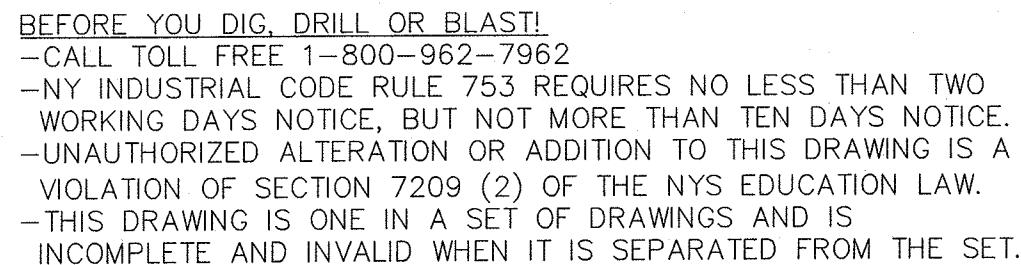 BEFORE YOU DIG, DRILL OR BLAST!
-CALL TOLL FREE 1-800-962-7962
-NY INDUSTRIAL CODE RULE 753 REQUIRES NO LESS THAN TWO
WORKING DAYS NOTICE, BUT NOT MORE THAN TEN DAYS NOTICE.
-UNAUTHORIZED ALTERATION OR ADDITION TO THIS DRAWING IS A
VIOLATION OF SECTION 7209 (2) OF THE NYS EDUCATION LAW.
-THIS DRAWING IS ONE IN A SET OF DRAWINGS AND IS
INCOMPLETE AND INVALID WHEN IT IS SEPARATED FROM THE SET.